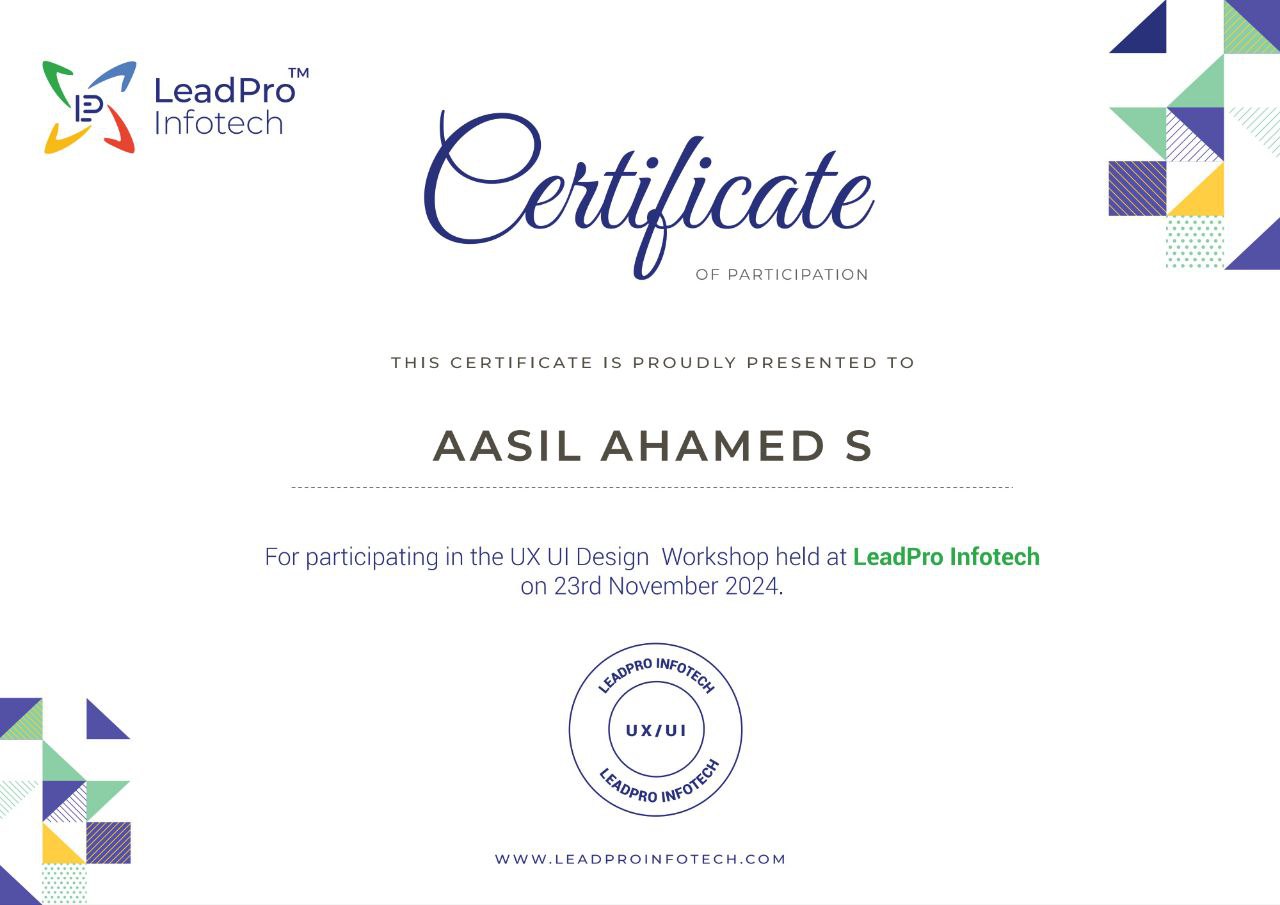 LeadPro™
Infotech
Certificate
OF PARTICIPATION
THIS CERTIFICATE IS PROUDLY PRESENTED TO
AASIL AHAMED S
For participating in the UX UI Design Workshop held at LeadPro Infotech
on 23rd November 2024.
LEADPRO INFOTECH
UX/UI
LEADPRO INFOTECH
WWW.LEADPROINFOTECH.COM